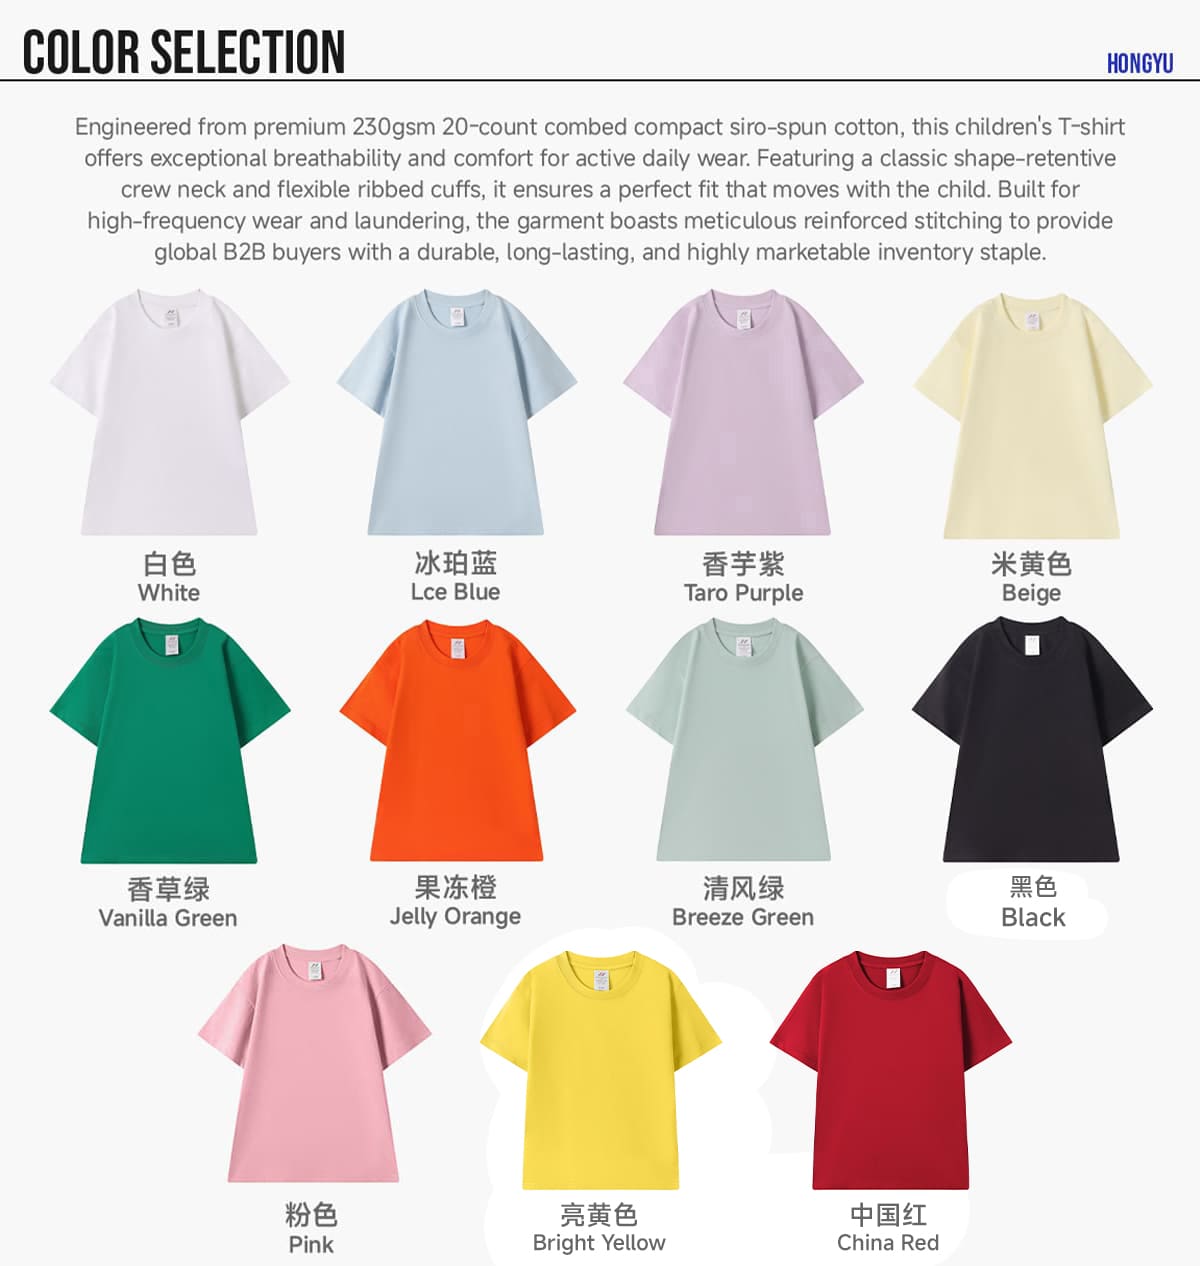 COLOR SELECTION
HONGYU
Engineered from premium 230gsm 20-count combed compact siro-spun cotton, this children's T-shirt
offers exceptional breathability and comfort for active daily wear. Featuring a classic shape-retentive
crew neck and flexible ribbed cuffs, it ensures a perfect fit that moves with the child. Built for
high-frequency wear and laundering, the garment boasts meticulous reinforced stitching to provide
global B2B buyers with a durable, long-lasting, and highly marketable inventory staple.
白色
White
冰珀蓝
Lce Blue
香芋紫
Taro Purple
米黄色
Beige
香草绿
Vanilla Green
果冻橙
Jelly Orange
清风绿
Breeze Green
黑色
Black
粉色
Pink
亮黄色
Bright Yellow
中国红
China Red